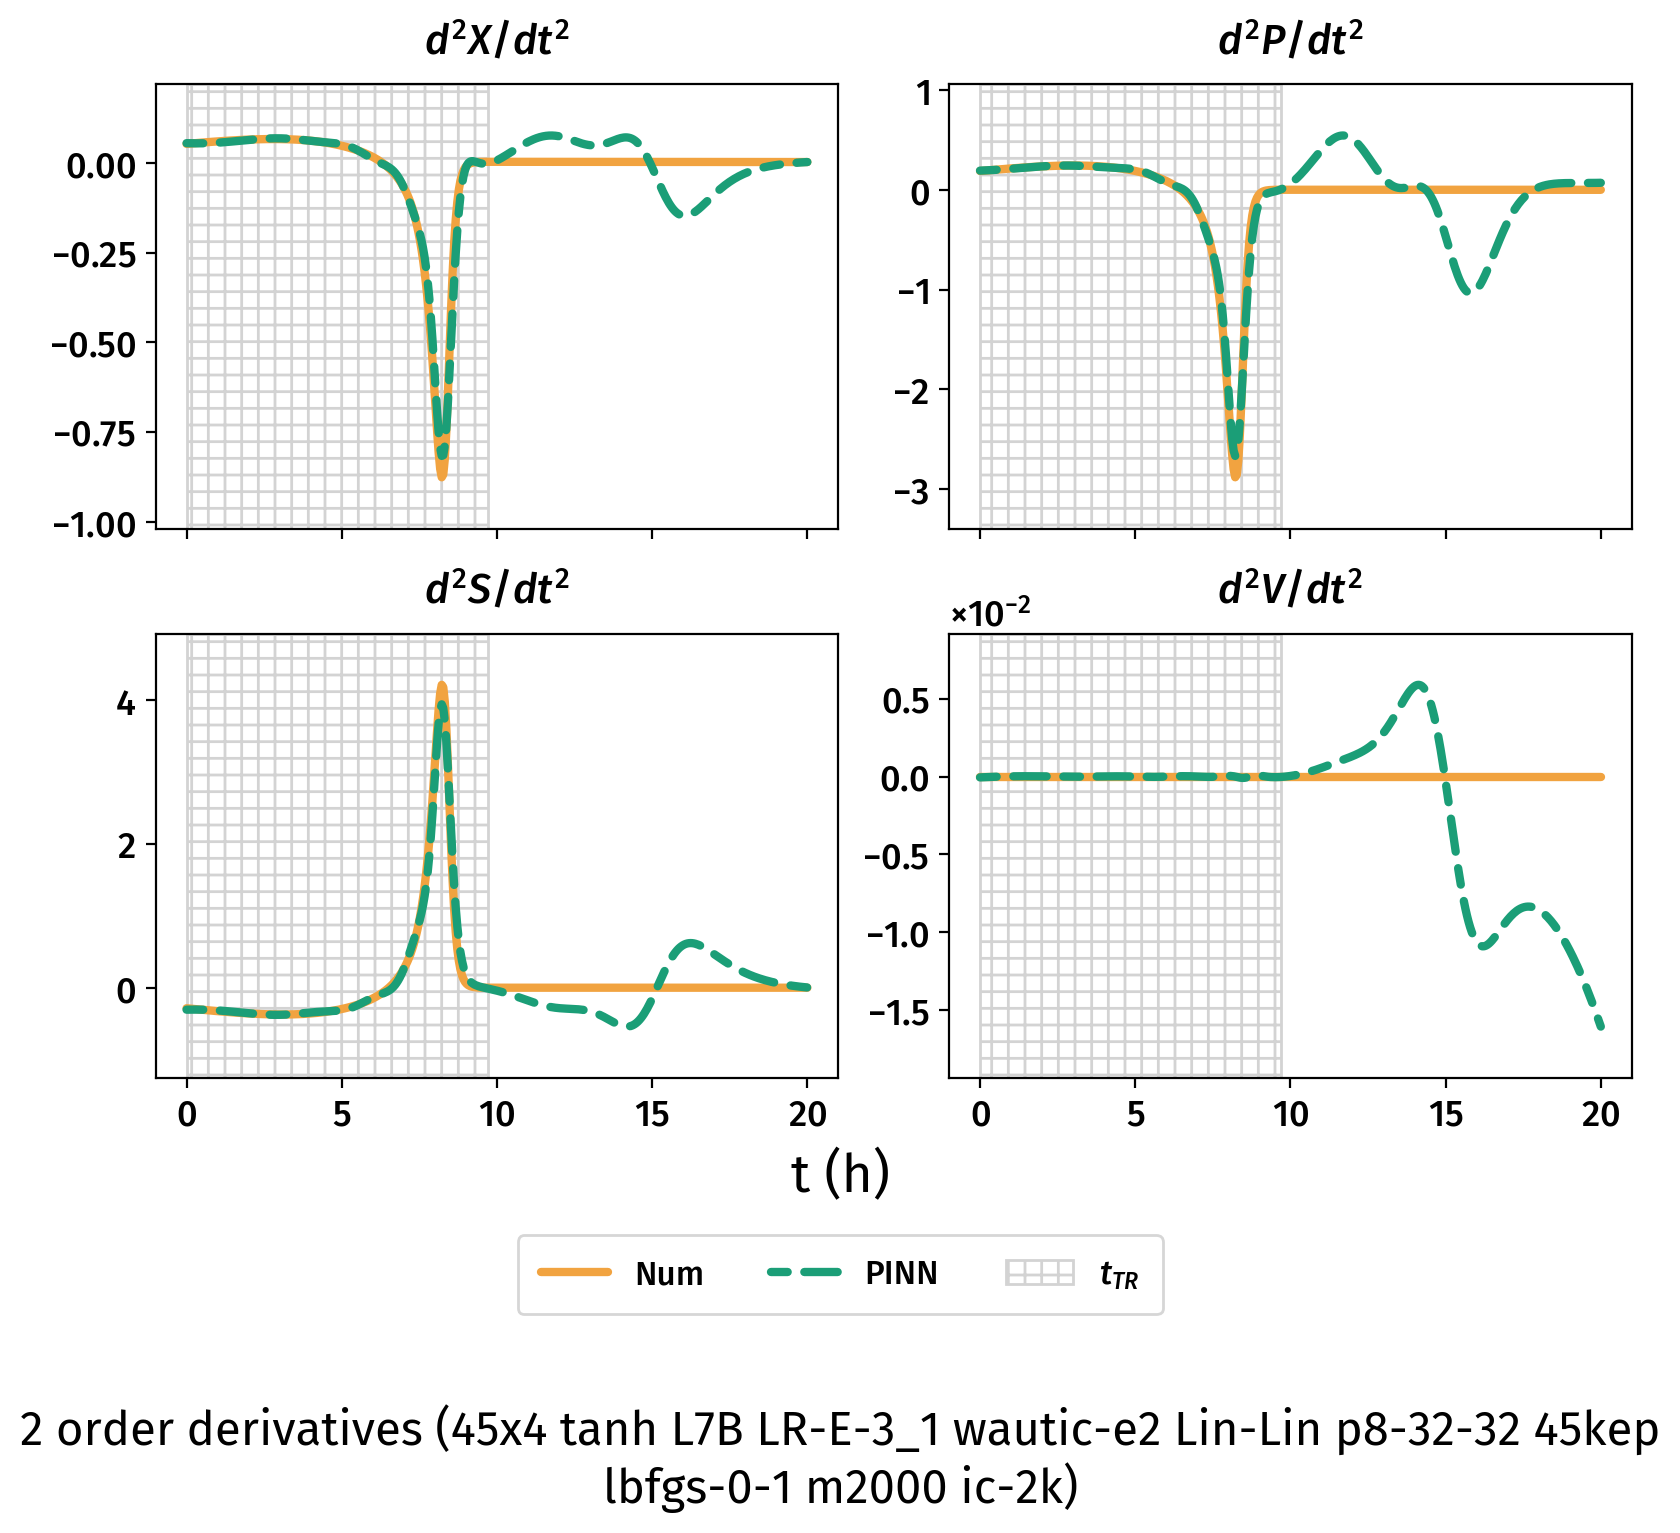 d²X/dt²
d²P/dt²
0.00
−0.25
−0.50
−0.75
−1.00
1
0
−1
−2
−3
d²S/dt²
d²V/dt²
×10⁻²
4
2
0
0.5
0.0
−0.5
−1.0
−1.5
0 5 10 15 20
0 5 10 15 20
t (h)
Num PINN t_TR
2 order derivatives (45x4 tanh L7B LR-E-3_1 wautic-e2 Lin-Lin p8-32-32 45kep
lbfgs-0-1 m2000 ic-2k)